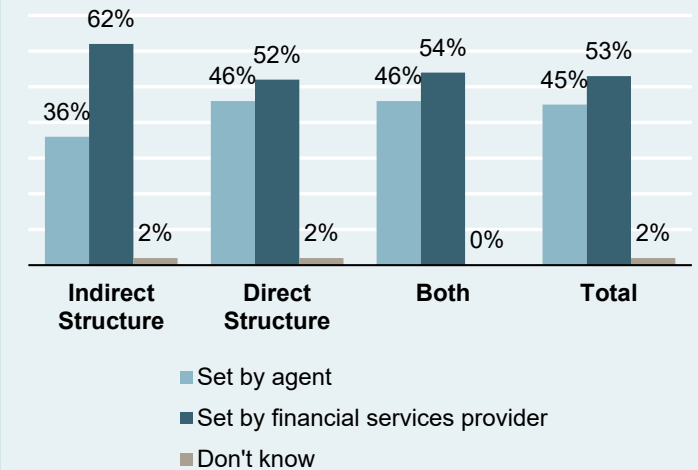 62%
54%
53%
52%
46%
46%
45%
36%
2%
2%
0%
2%
Indirect
Structure
Direct
Structure
Both
Total
Set by agent
Set by financial services provider
Don't know